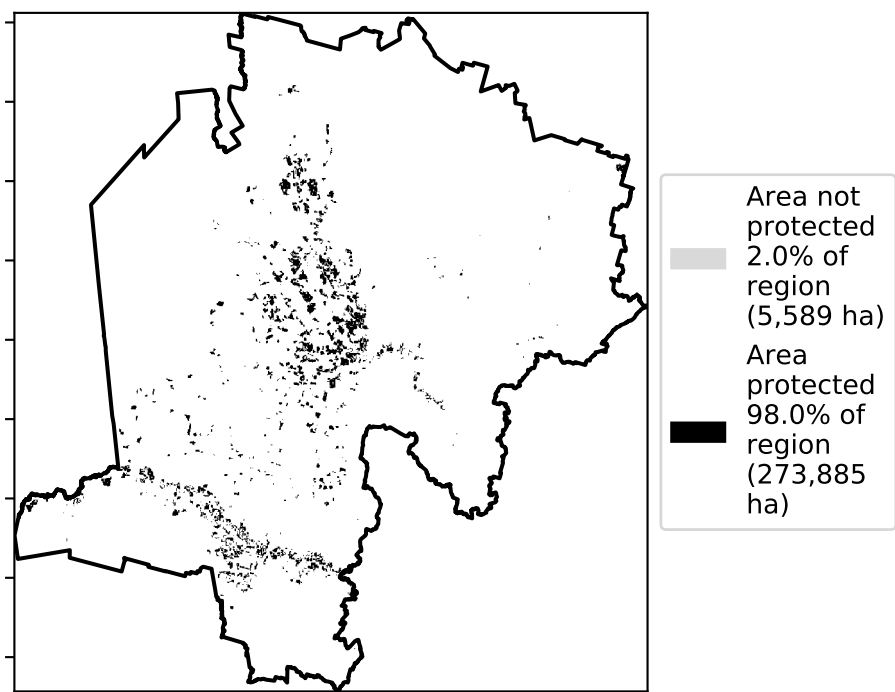 Area not
protected
2.0% of
region
(5,589 ha)
Area
protected
98.0% of
region
(273,885
ha)